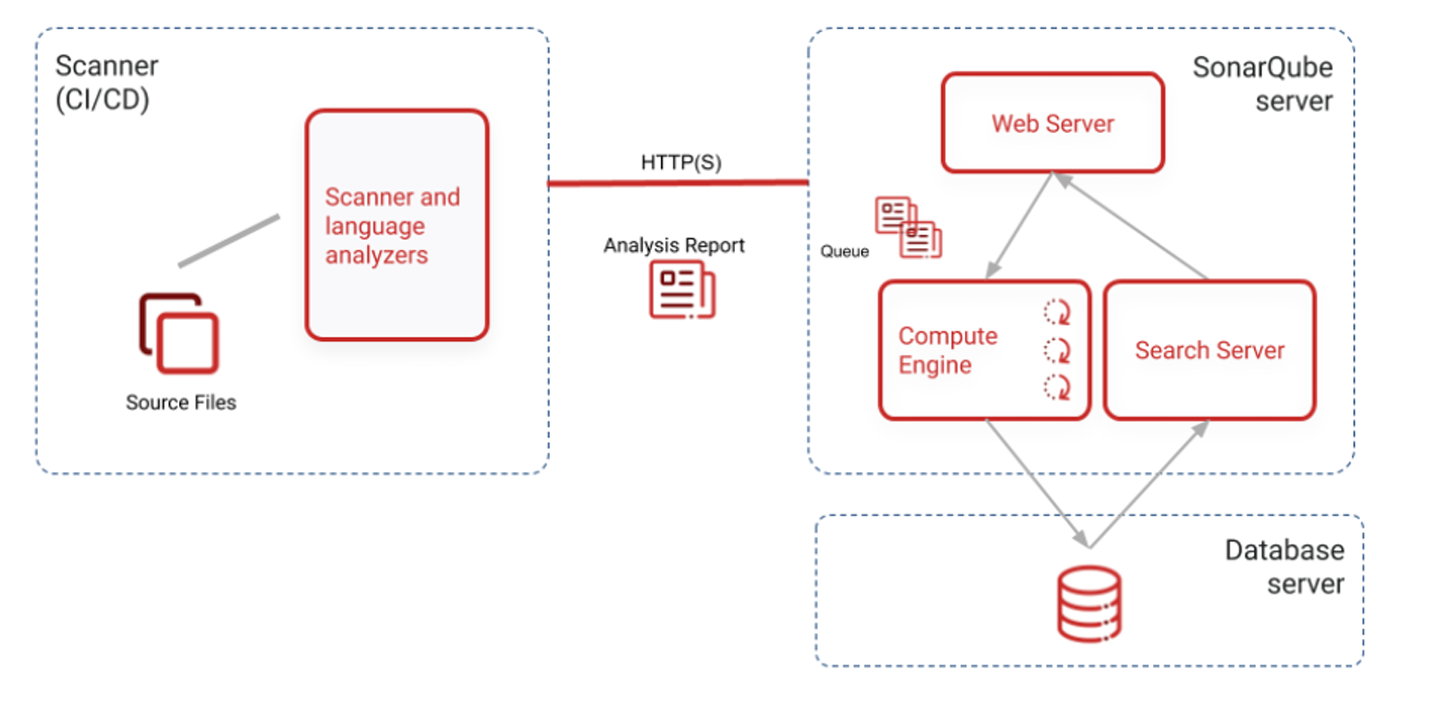 Scanner
(CI/CD)
Scanner and
language
analyzers
Source Files
HTTP(S)
Analysis Report
SonarQube
server
Web Server
Queue
Compute
Engine
Search Server
Database
server